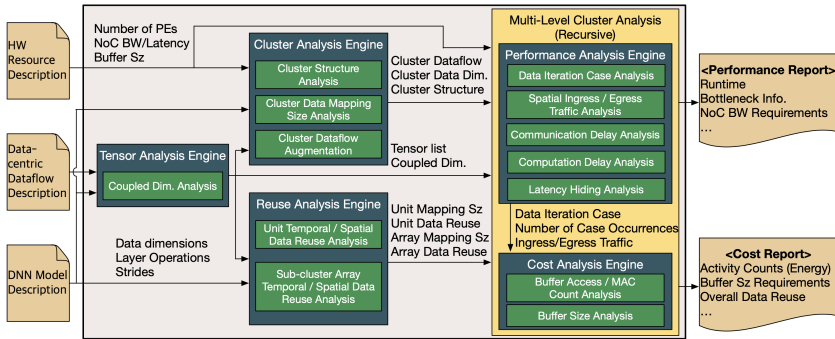 HW
Resource
Description
Data-
centric
Dataflow
Description
DNN Model
Description
Number of PEs
NoC BW/Latency
Buffer Sz
Tensor Analysis Engine
Coupled Dim. Analysis
Data dimensions
Layer Operations
Strides
Cluster Analysis Engine
Cluster Structure
Analysis
Cluster Data Mapping
Size Analysis
Cluster Dataflow
Augmentation
Reuse Analysis Engine
Unit Temporal / Spatial
Data Reuse Analysis
Sub-cluster Array
Temporal / Spatial Data
Reuse Analysis
Cluster Dataflow
Cluster Data Dim.
Cluster Structure
Tensor list
Coupled Dim.
Unit Mapping Sz
Unit Data Reuse
Array Mapping Sz
Array Data Reuse
Multi-Level Cluster Analysis
(Recursive)
Performance Analysis Engine
Data Iteration Case Analysis
Spatial Ingress / Egress
Traffic Analysis
Communication Delay Analysis
Computation Delay Analysis
Latency Hiding Analysis
Data Iteration Case
Number of Case Occurrences
Ingress/Egress Traffic
Cost Analysis Engine
Buffer Access / MAC
Count Analysis
Buffer Size Analysis
<Performance Report>
Runtime
Bottleneck Info.
NoC BW Requirements
...
<Cost Report>
Activity Counts (Energy)
Buffer Sz Requirements
Overall Data Reuse
...